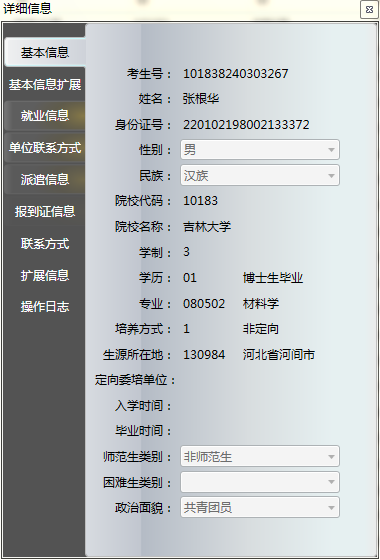 详细信息
基本信息
基本信息扩展
就业信息
单位联系方式
派遣信息
报到证信息
联系方式
扩展信息
操作日志
考生号： 101838240303267
姓名： 张根华
身份证号： 220102198002133372
性别： 男
民族： 汉族
院校代码： 10183
院校名称： 吉林大学
学制： 3
学历： 01 博士生毕业
专业： 080502 材料学
培养方式： 1 非定向
生源所在地： 130984 河北省河间市
定向委培单位：
入学时间：
毕业时间：
师范生类别： 非师范生
困难生类别：
政治面貌： 共青团员